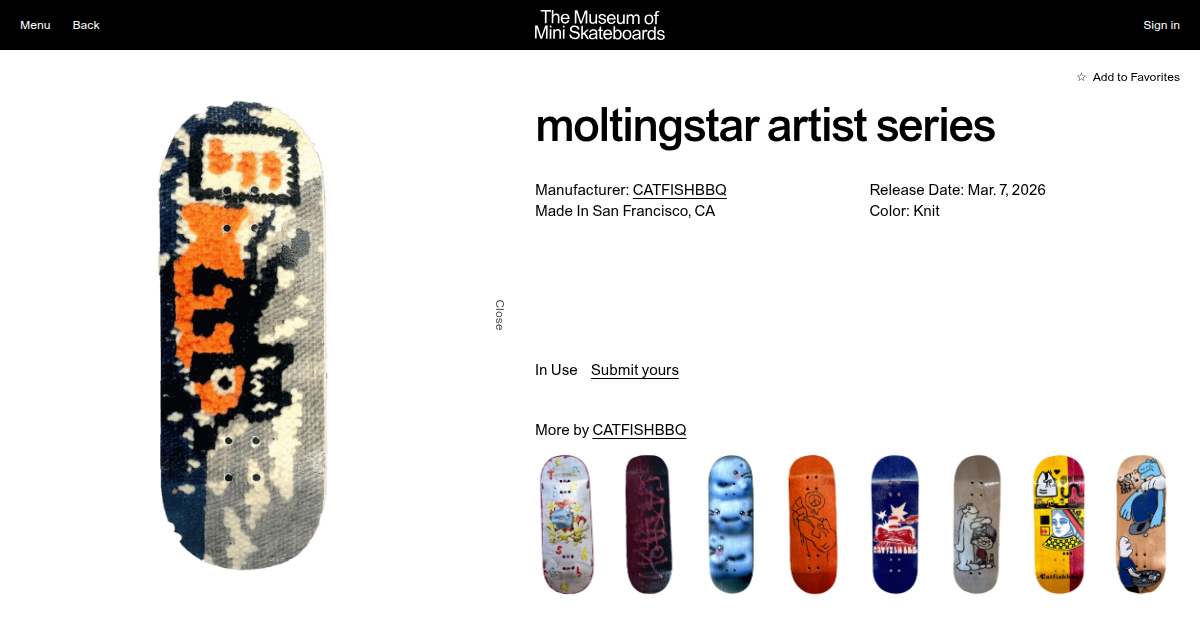 Menu
Back
The Museum of
Mini Skateboards
Sign in
☆ Add to Favorites
moltingstar artist series
Manufacturer: CATFISHBBQ
Release Date: Mar. 7, 2026
Made In San Francisco, CA
Color: Knit
Close
In Use
Submit yours
More by CATFISHBBQ